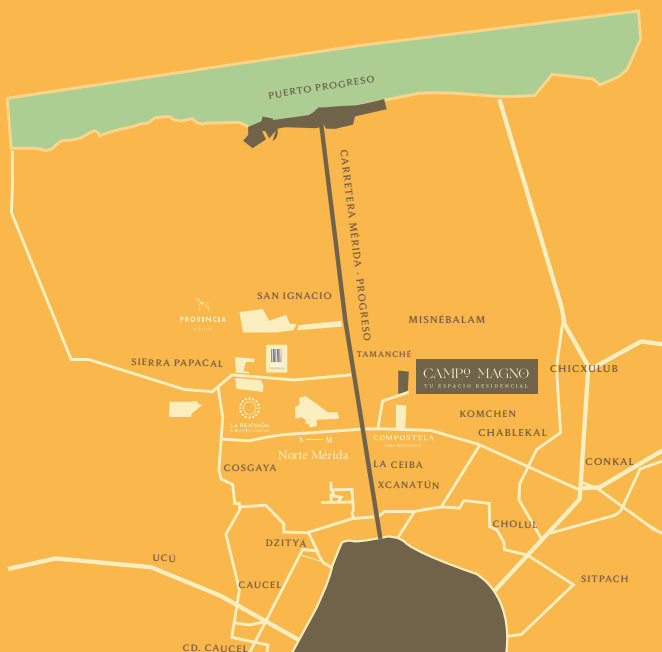 PUERTO PROGRESO
CARRETERA MÉRIDA - PROGRESO
SAN IGNACIO
PROVINCIA
MISNÉBALAM
SIERRA PAPACAL
TAMANCHÉ
CAMPO MAGNO
TU ESPACIO RESIDENCIAL
CHICXULUB
KOMCHEN
LA REJOYADA
CHABLEKAL
N — M
COMPOSTELA
Norte Mérida
COSGAYA
LA CEIBA
CONKAL
XCANATÚN
CHOLUL
DZITYÁ
UCÚ
SITPACH
CAUCEL
CD. CAUCEL